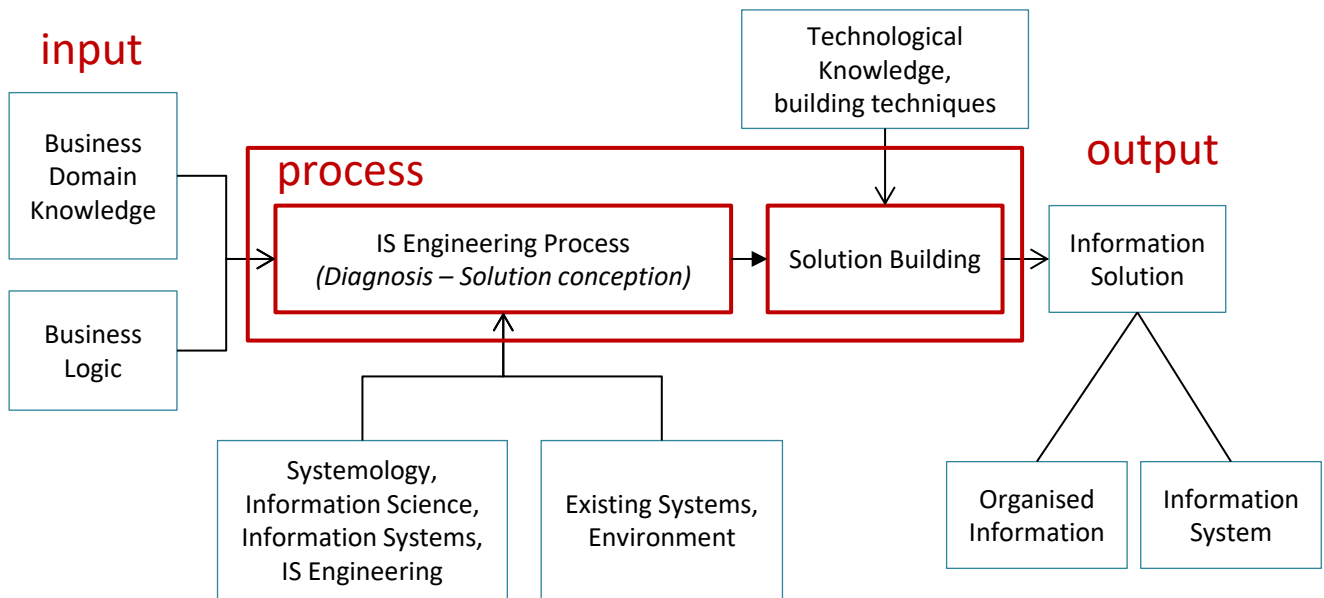 input
Business
Domain
Knowledge
Business
Logic
process
IS Engineering Process
(Diagnosis – Solution conception)
Systemology,
Information Science,
Information Systems,
IS Engineering
Existing Systems,
Environment
Technological
Knowledge,
building techniques
Solution Building
output
Information
Solution
Organised
Information
Information
System